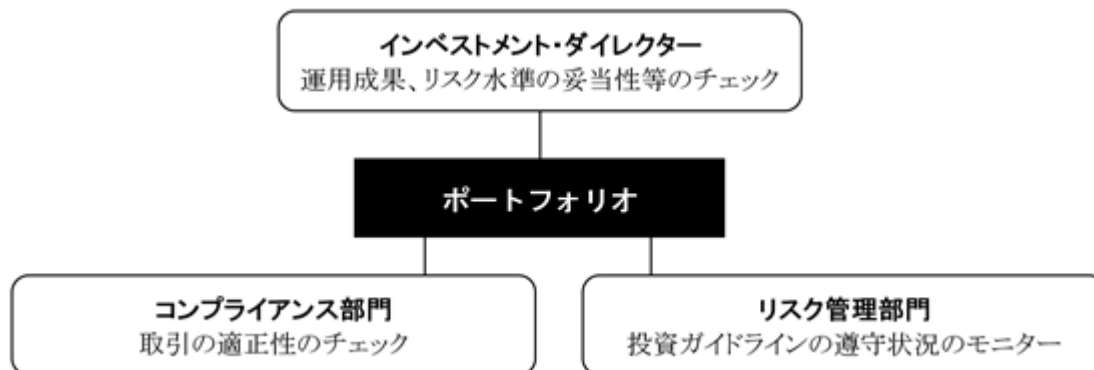 インベストメント・ダイレクター
運用成果、リスク水準の妥当性等のチェック
ポートフォリオ
コンプライアンス部門
取引の適正性のチェック
リスク管理部門
投資ガイドラインの遵守状況のモニター